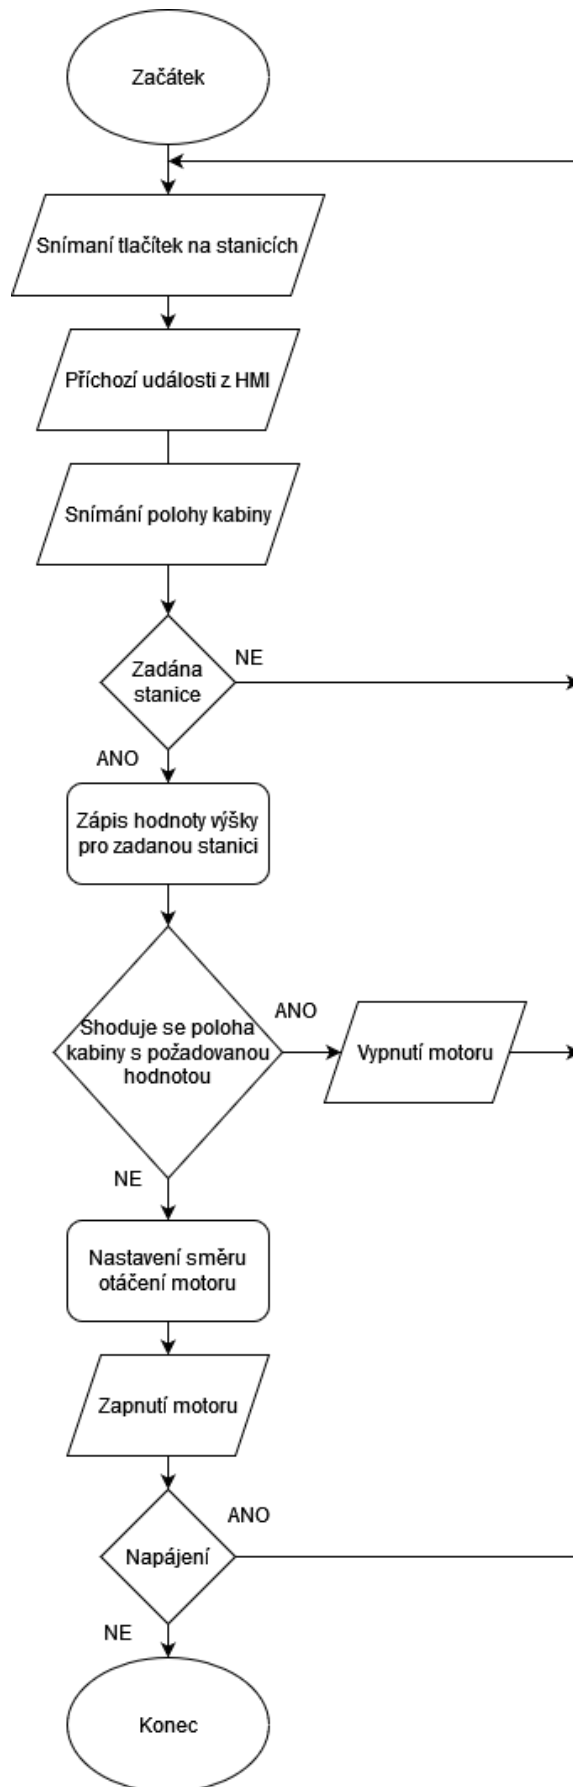 Začátek
Snímaní tlačítek na stanicích
Příchozí události z HMI
Snímání polohy kabiny
NE
Zadána
stanice
ANO
Zápis hodnoty výšky
pro zadanou stanici
ANO
Shoduje se poloha
kabiny s požadovanou
hodnotou
Vypnutí motoru
NE
Nastavení směru
otáčení motoru
Zapnutí motoru
ANO
Napájení
NE
Konec